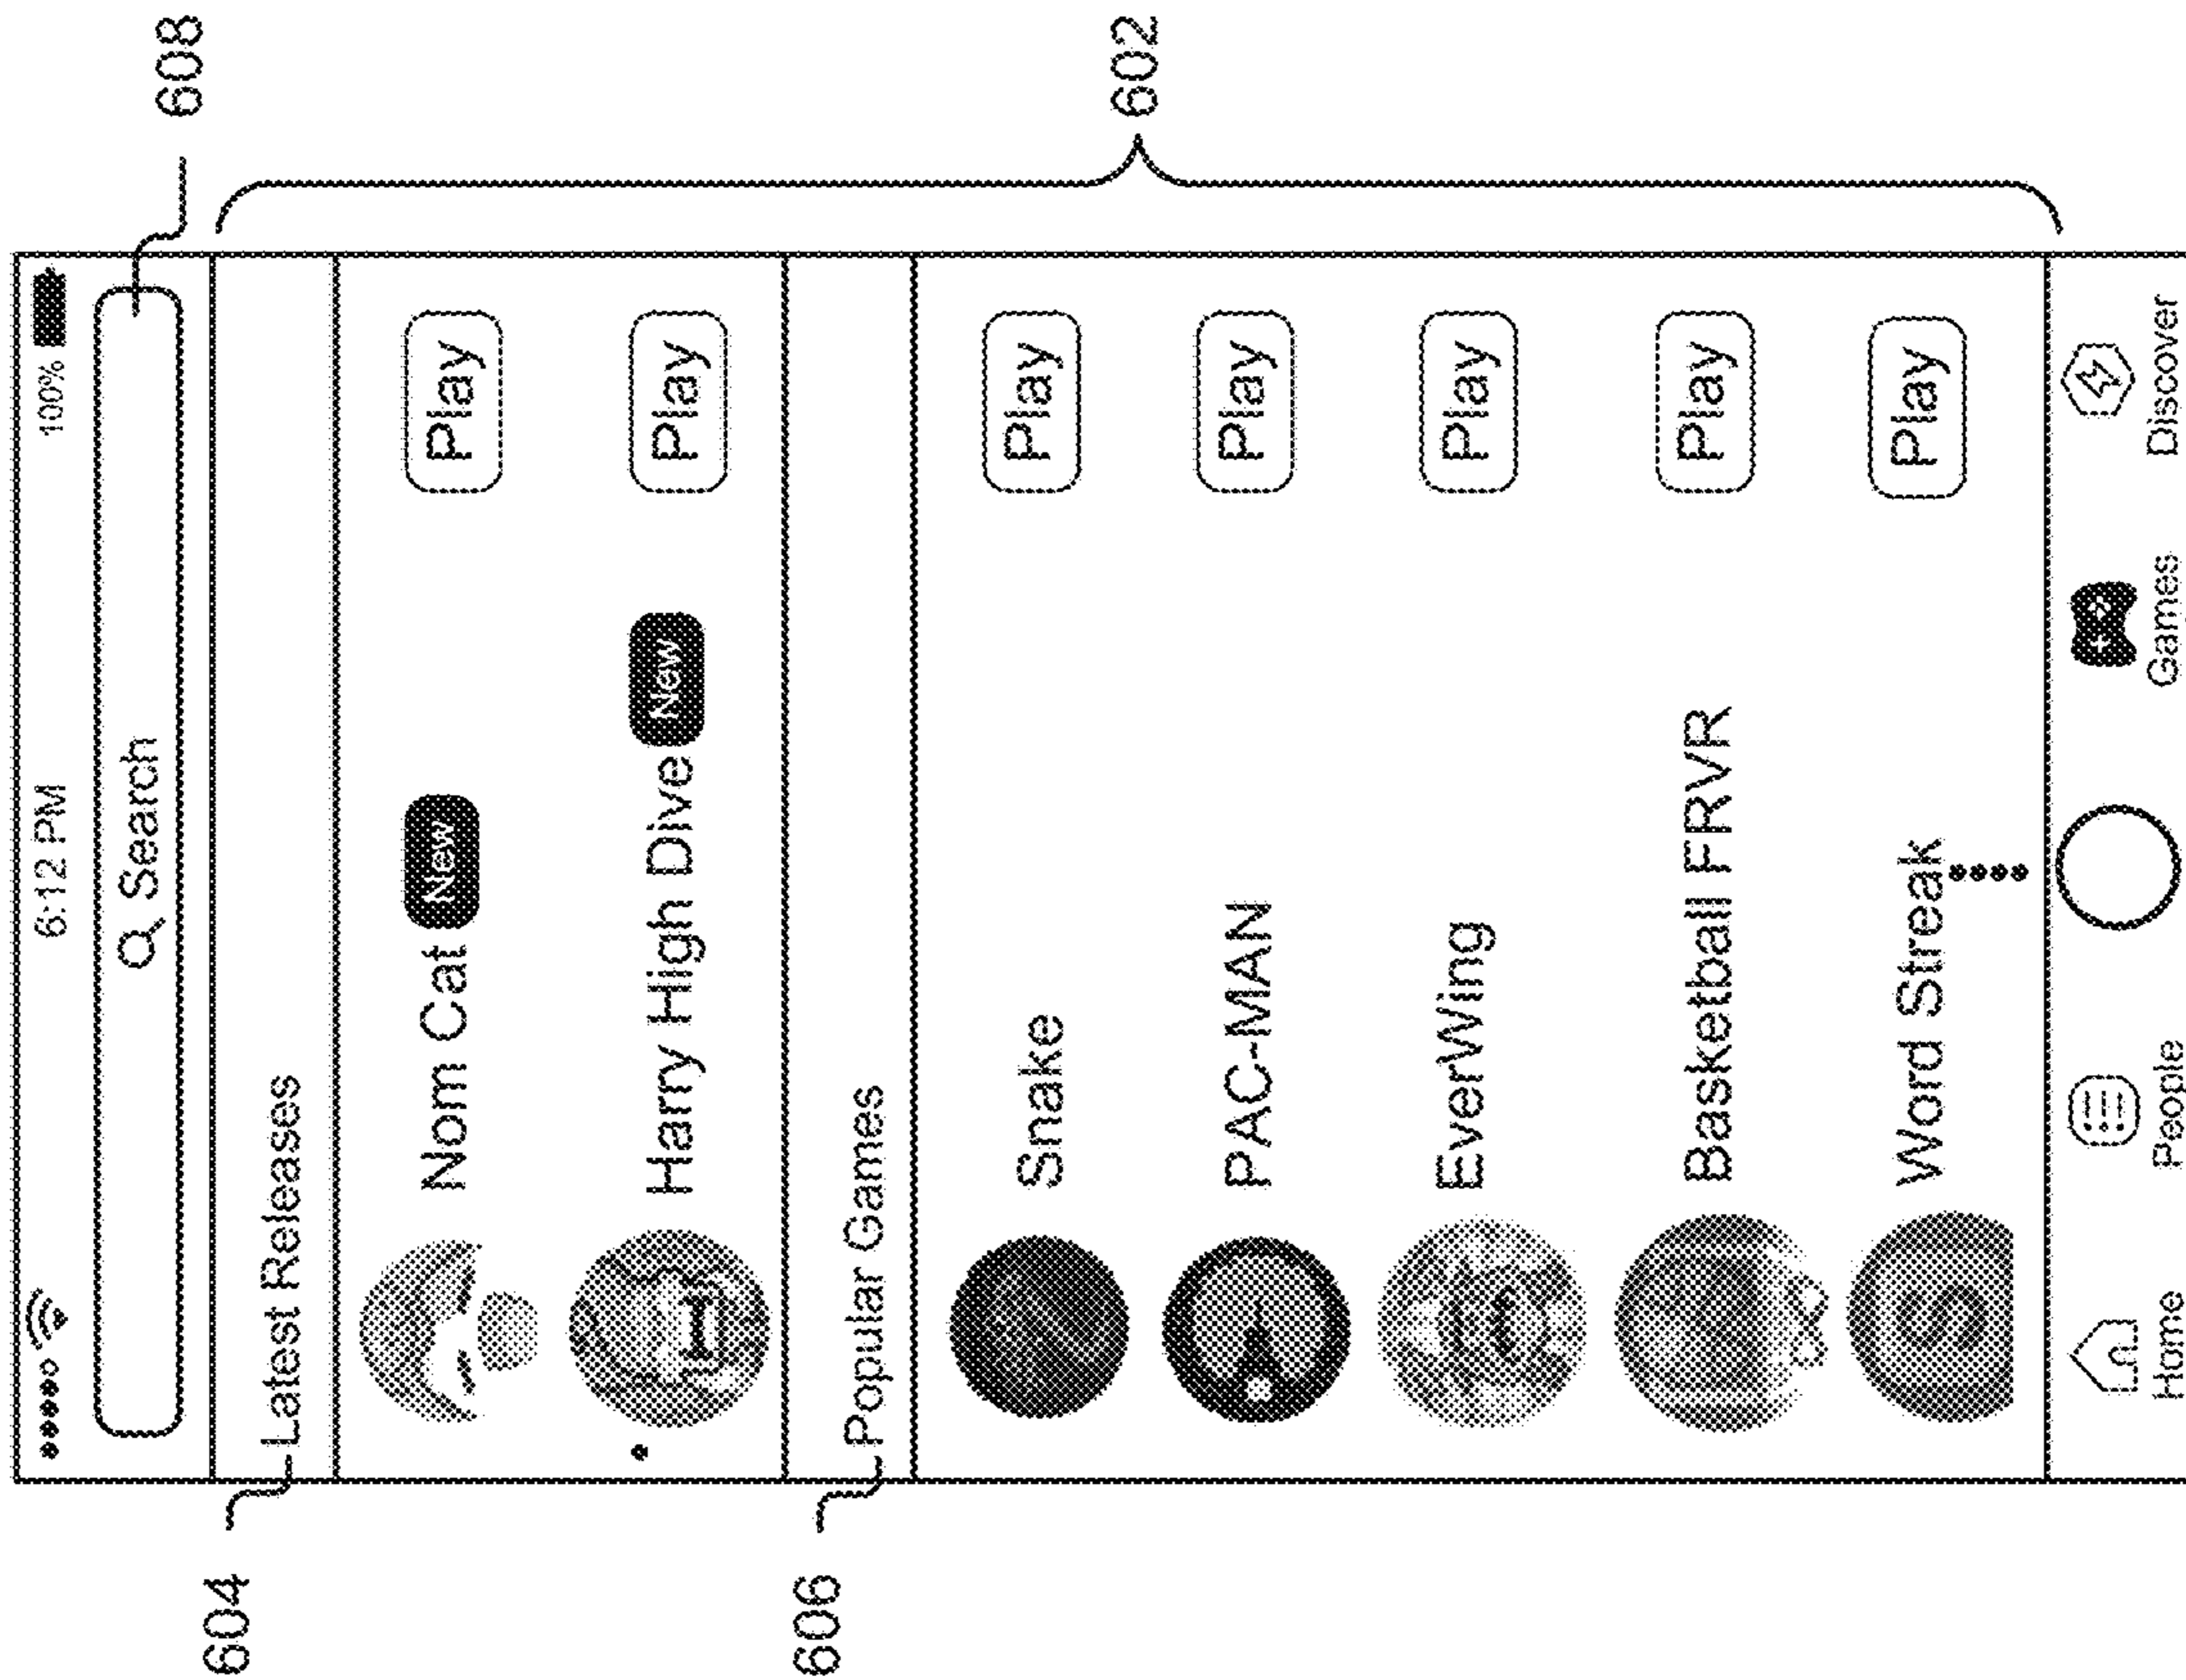 608
6:12 PM 100%
Search
604
Latest Releases
Nom Cat New Play
Harry High Dive New Play
602
606
Popular Games
Snake Play
PAC-MAN Play
EverWing Play
Basketball FRVR Play
S Word Streak Play
Home People Games Discover